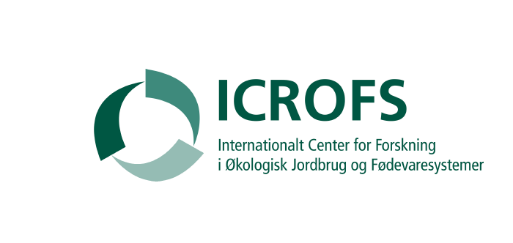 ICROFS
Internationalt Center for Forskning
i Økologisk Jordbrug og Fødevaresystemer